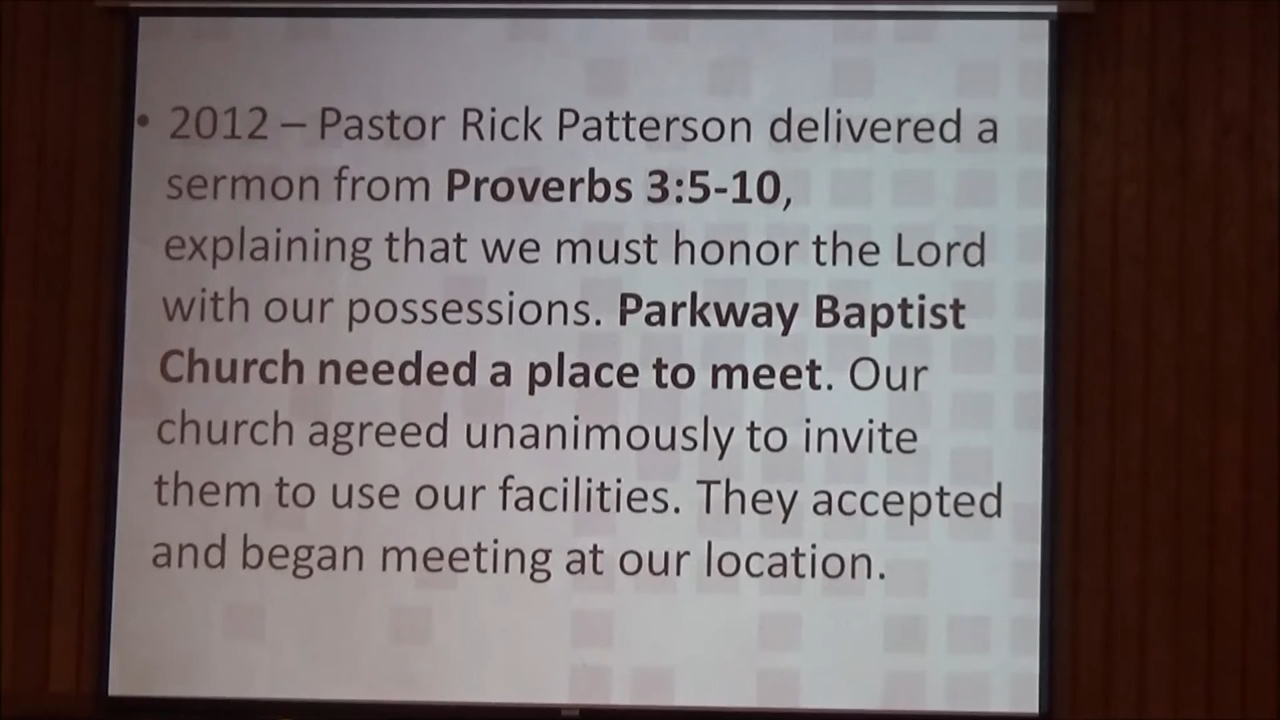 • 2012 – Pastor Rick Patterson delivered a
sermon from Proverbs 3:5-10,
explaining that we must honor the Lord
with our possessions. Parkway Baptist
Church needed a place to meet. Our
church agreed unanimously to invite
them to use our facilities. They accepted
and began meeting at our location.